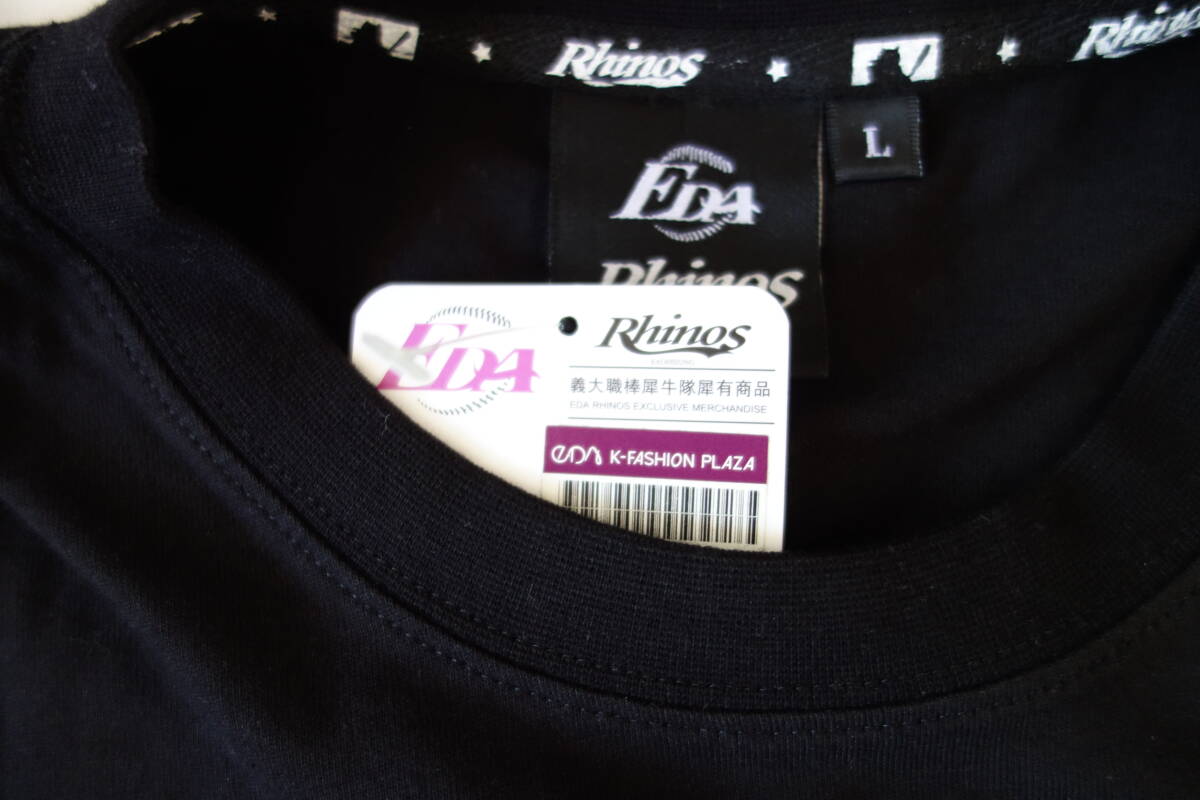 Rhinos
Rhinos
L
EDA
Rhinos
EDA
Rhinos
義大職棒犀牛隊犀有商品
EDA RHINOS EXCLUSIVE MERCHANDISE
EDA K-FASHION PLAZA